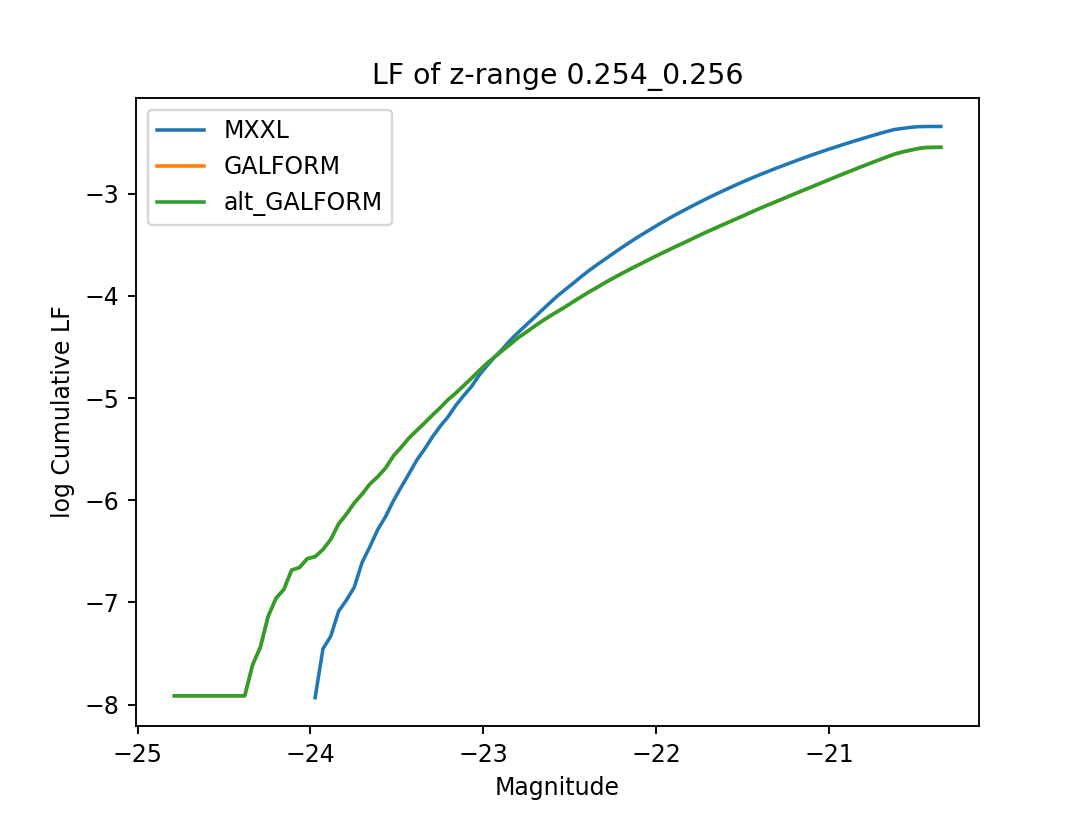 LF of z-range 0.254_0.256
MXXL
GALFORM
alt_GALFORM
−3
−4
−5
−6
−7
−8
log Cumulative LF
−25 −24 −23 −22 −21
Magnitude